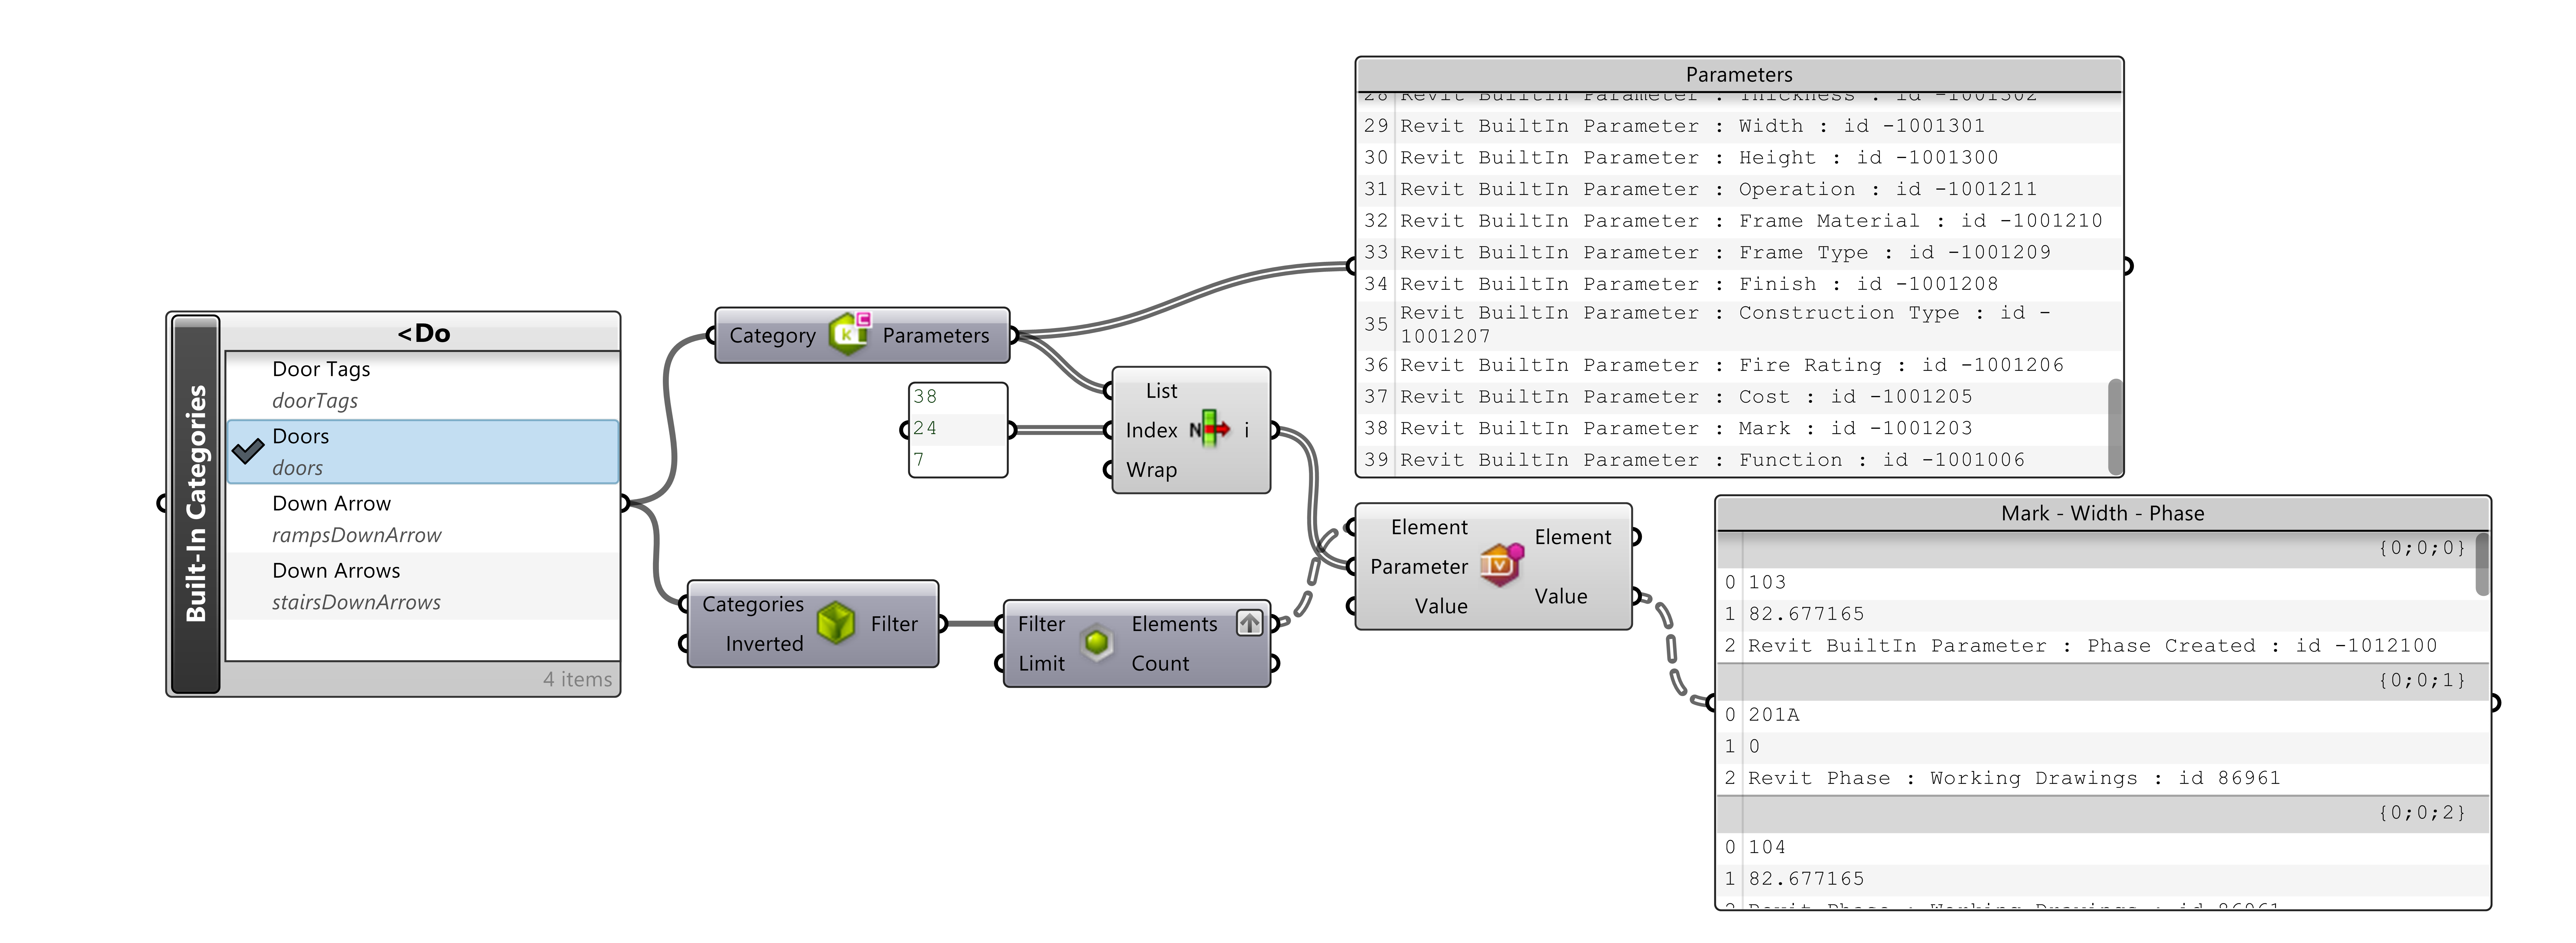 Built-In Categories
<Do
Door Tags
doorTags
Doors
doors
Down Arrow
rampsDownArrow
Down Arrows
stairsDownArrows
4 items
Category K C Parameters
38
24
7
List
Index N i
Wrap
Categories
Inverted
Filter
Filter
Limit
Elements
Count
Parameters
28 Revit BuiltIn Parameter : Thickness : id -1001302
29 Revit BuiltIn Parameter : Width : id -1001301
30 Revit BuiltIn Parameter : Height : id -1001300
31 Revit BuiltIn Parameter : Operation : id -1001211
32 Revit BuiltIn Parameter : Frame Material : id -1001210
33 Revit BuiltIn Parameter : Frame Type : id -1001209
34 Revit BuiltIn Parameter : Finish : id -1001208
35 Revit BuiltIn Parameter : Construction Type : id -
1001207
36 Revit BuiltIn Parameter : Fire Rating : id -1001206
37 Revit BuiltIn Parameter : Cost : id -1001205
38 Revit BuiltIn Parameter : Mark : id -1001203
39 Revit BuiltIn Parameter : Function : id -1001006
Element
Parameter
Value
V
Element
Value
Mark - Width - Phase
{0;0;0}
0 103
1 82.677165
2 Revit BuiltIn Parameter : Phase Created : id -1012100
{0;0;1}
0 201A
1 0
2 Revit Phase : Working Drawings : id 86961
{0;0;2}
0 104
1 82.677165
2 Revit Phase : Working Drawings : id 86961